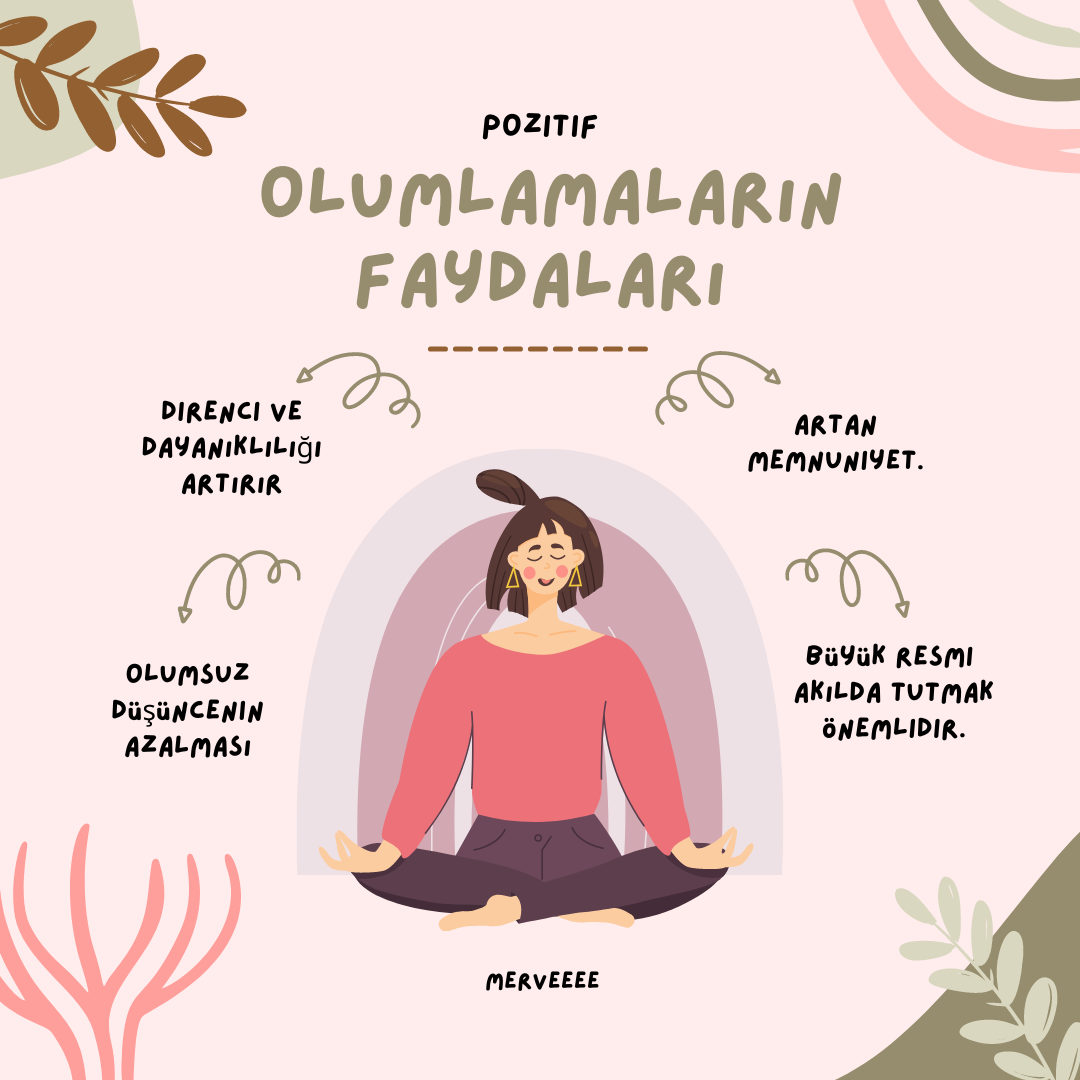 POZITIF
OLUMLAMALARIN
FAYDALARI
DIRENCI VE
DAYANIKLILIğI
ARTIRIR
ARTAN
MEMNUNIYET.
OLUMSUZ
DüşüNCENIN
AZALMASI
BüYüK RESMI
AKILDA TUTMAK
öNEMLIDIR.
MERVEEEE